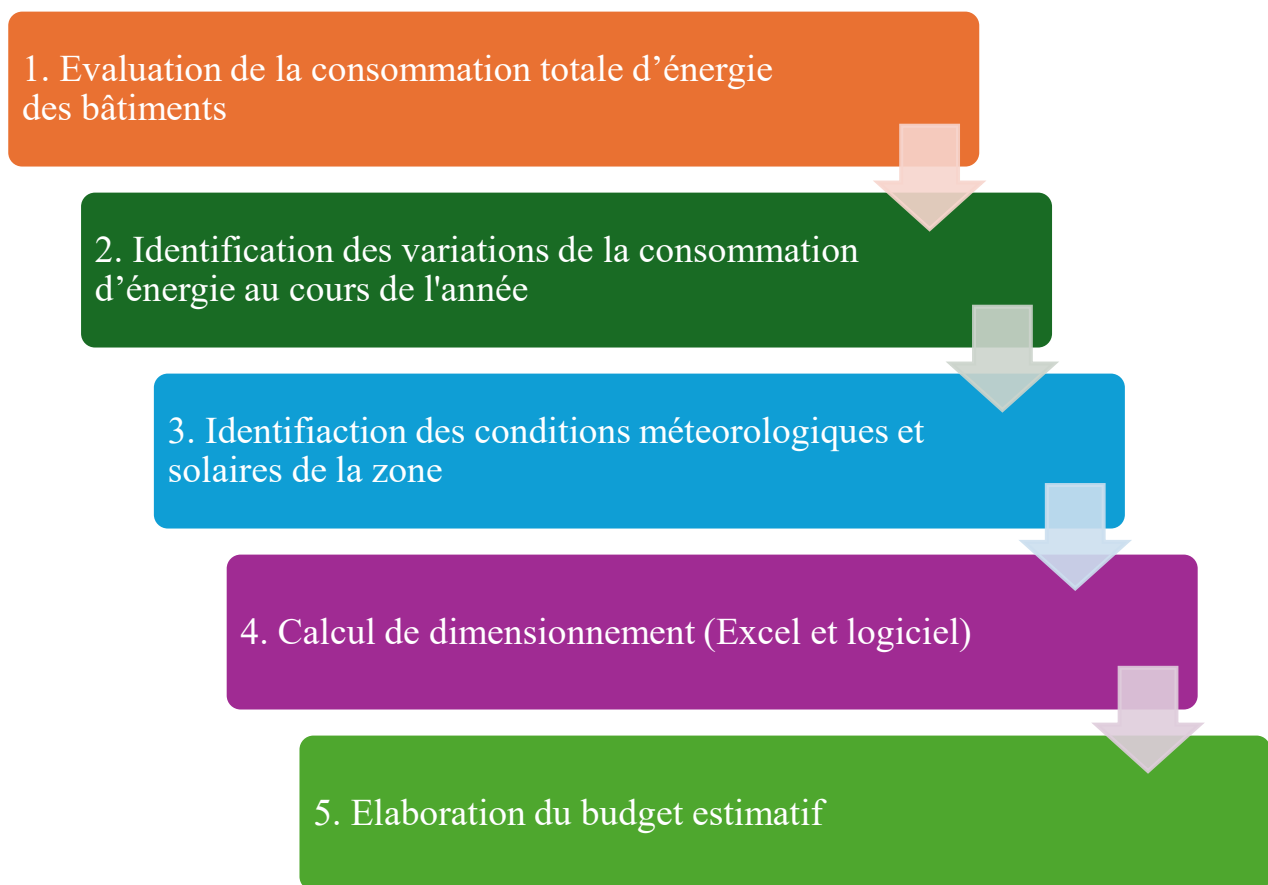 1. Evaluation de la consommation totale d’énergie
des bâtiments
2. Identification des variations de la consommation
d’énergie au cours de l'année
3. Identifiaction des conditions méteorologiques et
solaires de la zone
4. Calcul de dimensionnement (Excel et logiciel)
5. Elaboration du budget estimatif